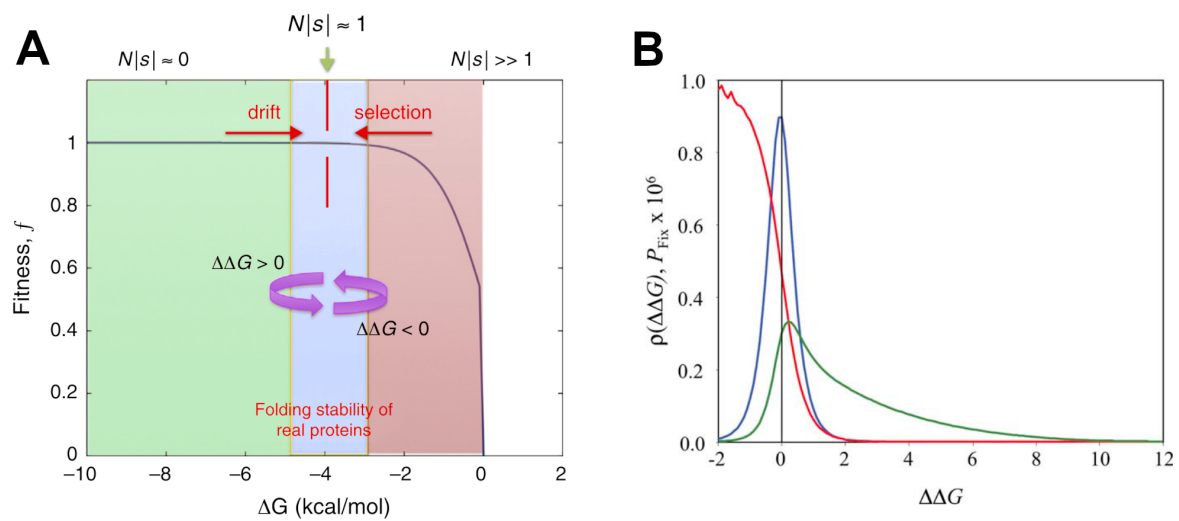 A
N|s| ≈ 1
N|s| ≈ 0
N|s| >> 1
drift
selection
ΔΔG > 0
ΔΔG < 0
Folding stability of
real proteins
Fitness, f
1
0.8
0.6
0.4
0.2
0
–10
–8
–6
–4
–2
0
2
ΔG (kcal/mol)
B
ρ(ΔΔG), P_Fix x 10⁶
1.0
0.8
0.6
0.4
0.2
0.0
-2
0
2
4
6
8
10
12
ΔΔG